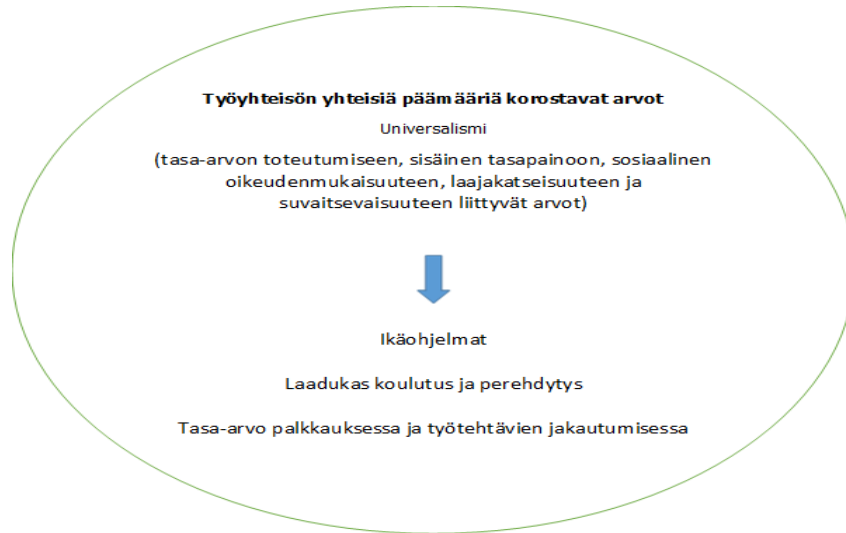 Työyhteisön yhteisiä päämääriä korostavat arvot
Universalismi
(tasa-arvon toteutumiseen, sisäinen tasapainoon, sosiaalinen
oikeudenmukaisuuteen, laajakatseisuuteen ja
suvaitsevaisuuteen liittyvät arvot)
Ikäohjelmat
Laadukas koulutus ja perehdytys
Tasa-arvo palkkauksessa ja työtehtävien jakautumisessa